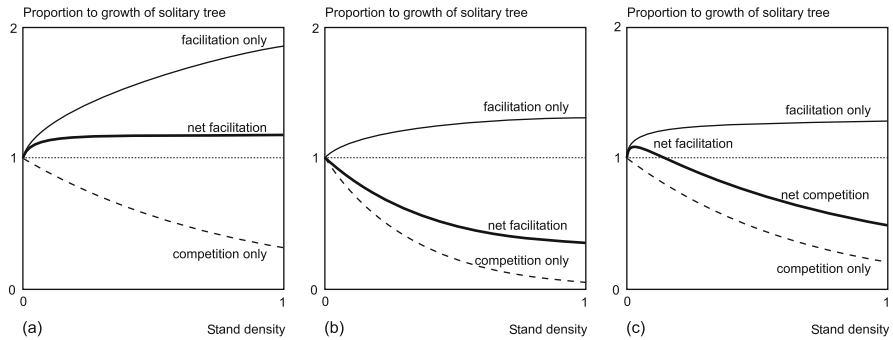 Proportion to growth of solitary tree
2
facilitation only
net facilitation
1
competition only
0
0
1
(a)
Stand density
Proportion to growth of solitary tree
2
facilitation only
1
net facilitation
competition only
0
0
1
(b)
Stand density
Proportion to growth of solitary tree
2
facilitation only
net facilitation
1
net competition
competition only
0
0
1
(c)
Stand density